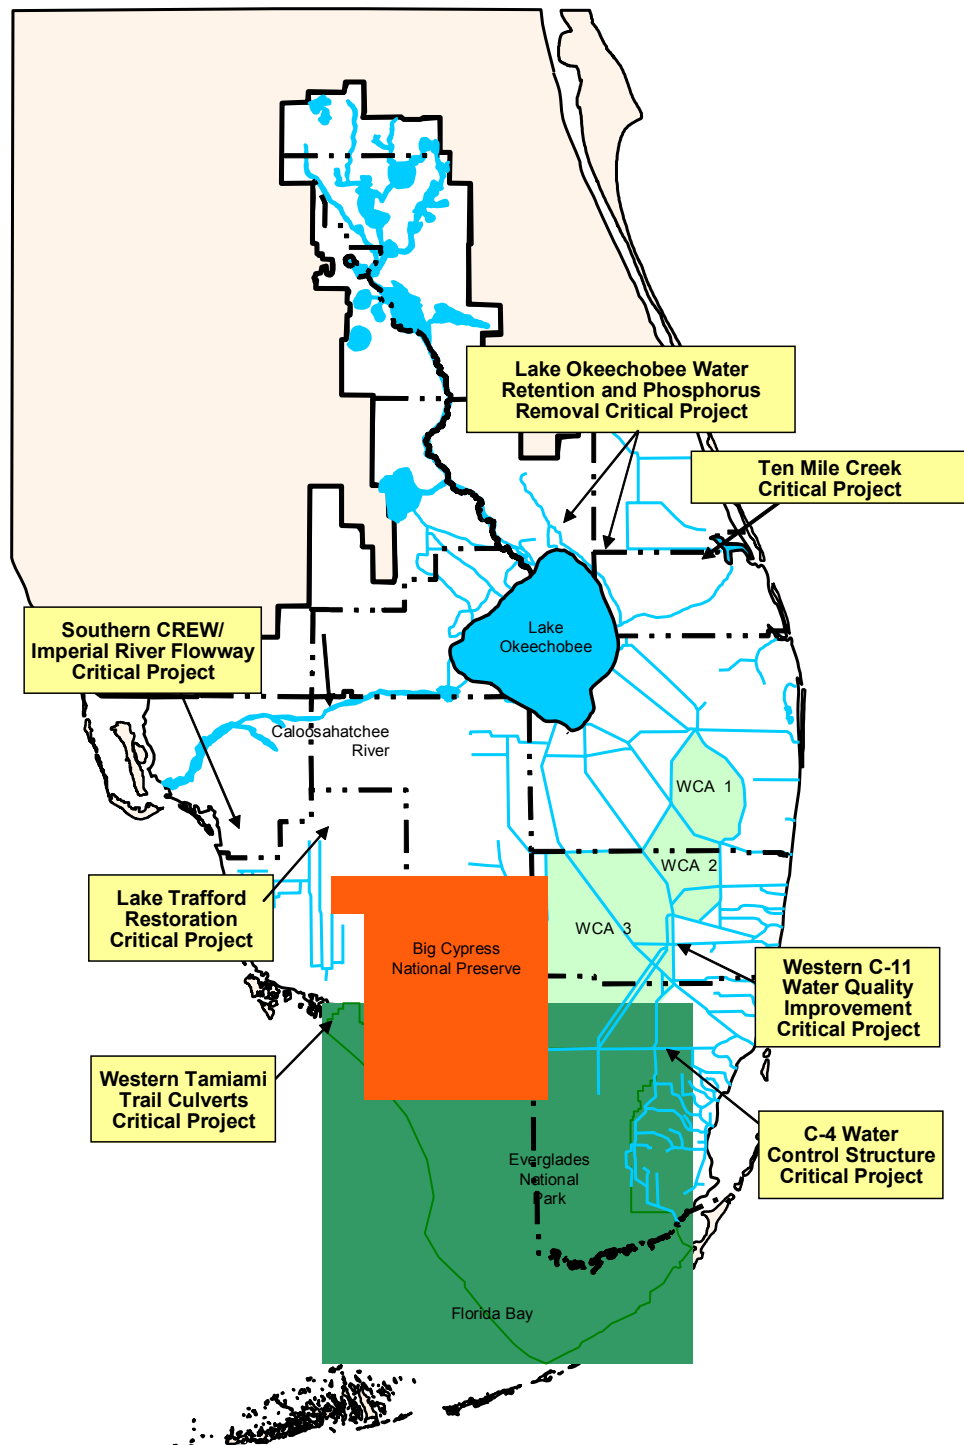 Lake Okeechobee Water
Retention and Phosphorus
Removal Critical Project
Ten Mile Creek
Critical Project
Southern CREW/
Imperial River Flowway
Critical Project
Lake
Okeechobee
Caloosahatchee
River
WCA 1
WCA 2
WCA 3
Lake Trafford
Restoration
Critical Project
Big Cypress
National Preserve
Western C-11
Water Quality
Improvement
Critical Project
Western Tamiami
Trail Culverts
Critical Project
C-4 Water
Control Structure
Critical Project
Everglades
National
Park
Florida Bay